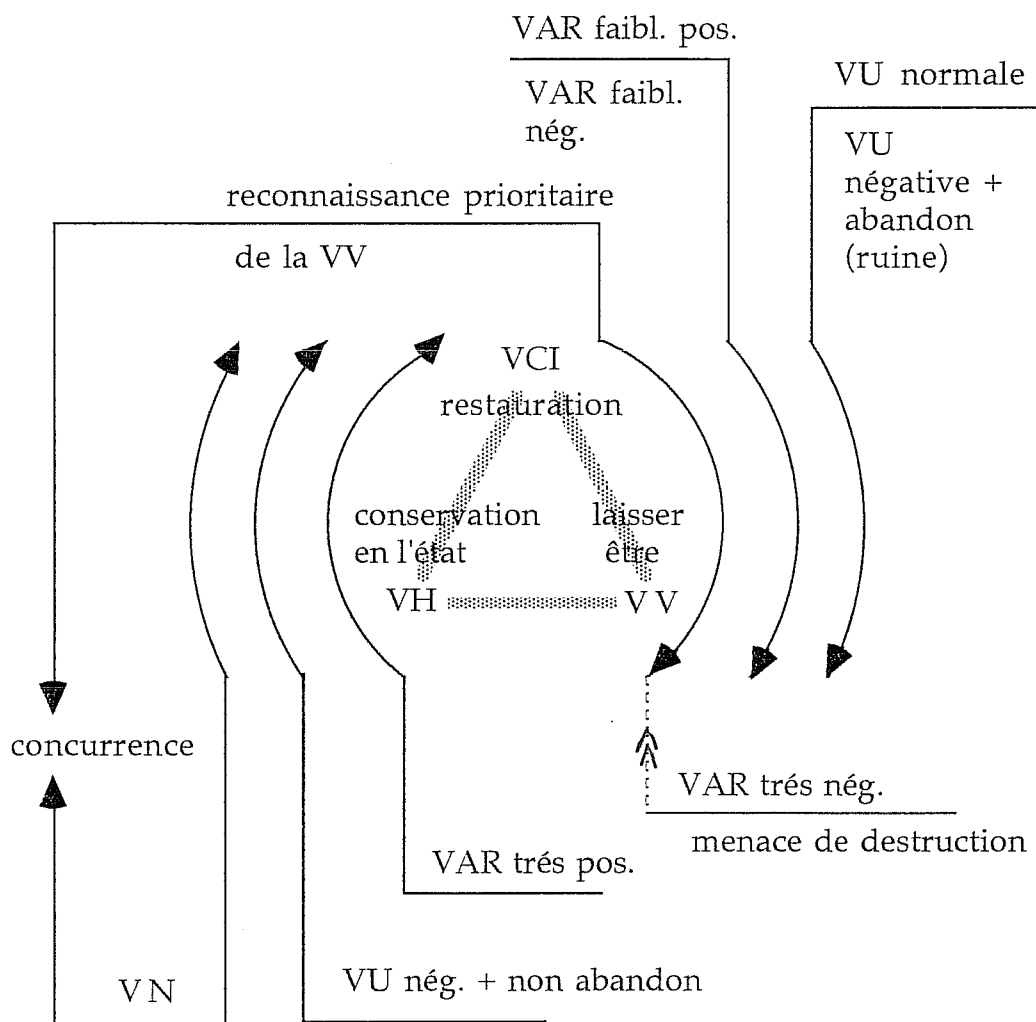 VAR faibl. pos.
VAR faibl.
nég.
VU normale
VU
négative +
abandon
(ruine)
reconnaissance prioritaire
de la VV
VCI
restauration
conservation
en l'état
laisser
être
VH
V V
concurrence
VAR trés nég.
menace de destruction
VAR trés pos.
V N
VU nég. + non abandon